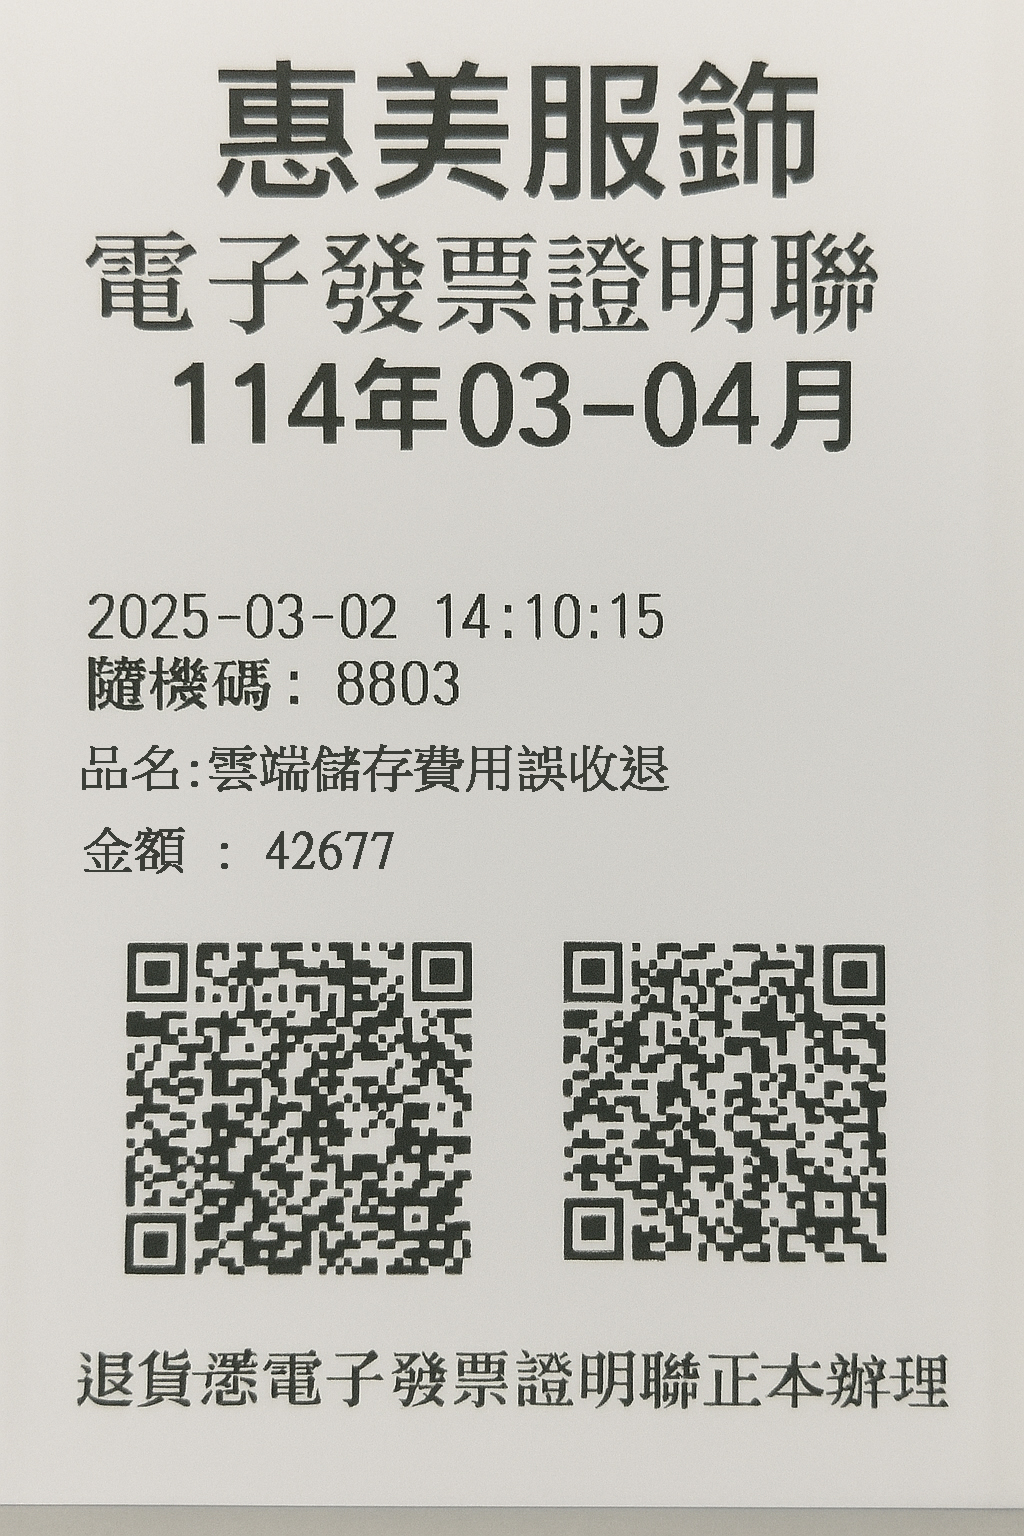 惠美服飾
電子發票證明聯
114年03-04月
2025-03-02 14:10:15
隨機碼: 8803
品名:雲端儲存費用誤收退
金額 : 42677
退貨電子發票證明聯正本辦理